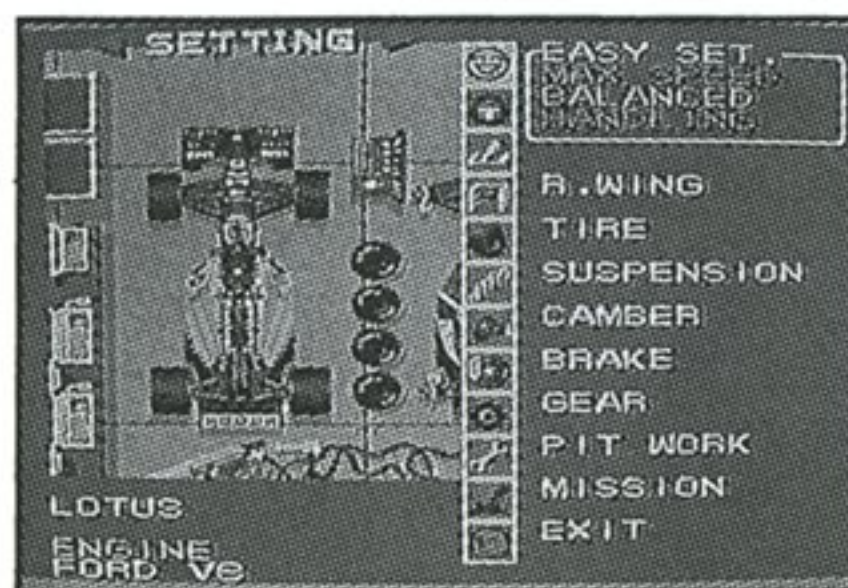 SETTING
EASY SET.
MAX SPEED
BALANCED
HANDLING
R.WING
TIRE
SUSPENSION
CAMBER
BRAKE
GEAR
PIT WORK
MISSION
EXIT
LOTUS
ENGINE
FORD V8